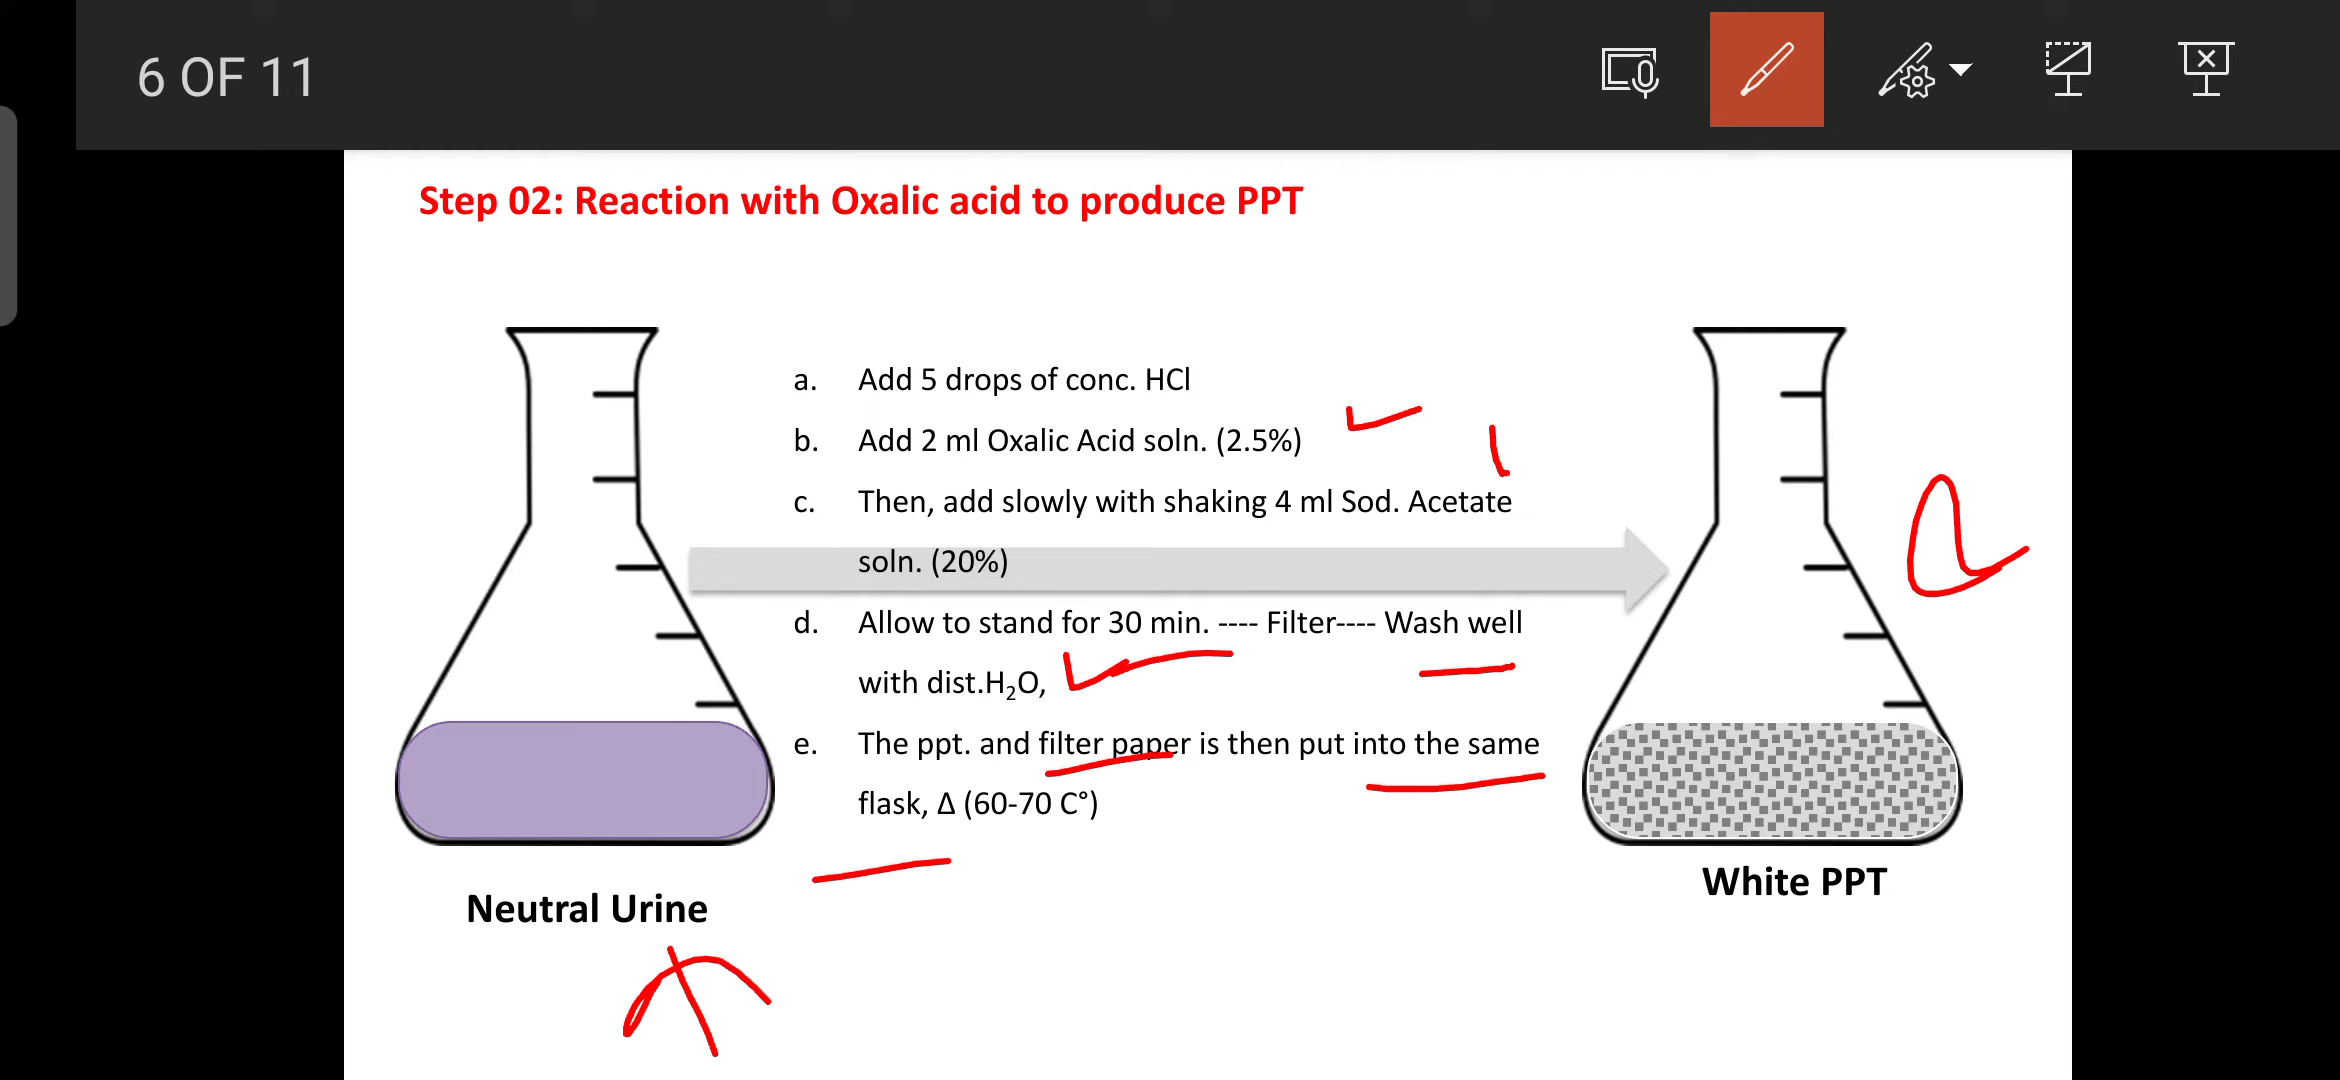 6 OF 11
Step 02: Reaction with Oxalic acid to produce PPT
a. Add 5 drops of conc. HCl
b. Add 2 ml Oxalic Acid soln. (2.5%)
c. Then, add slowly with shaking 4 ml Sod. Acetate
soln. (20%)
d. Allow to stand for 30 min. ---- Filter---- Wash well
with dist.H₂O,
e. The ppt. and filter paper is then put into the same
flask, Δ (60-70 C°)
Neutral Urine
White PPT